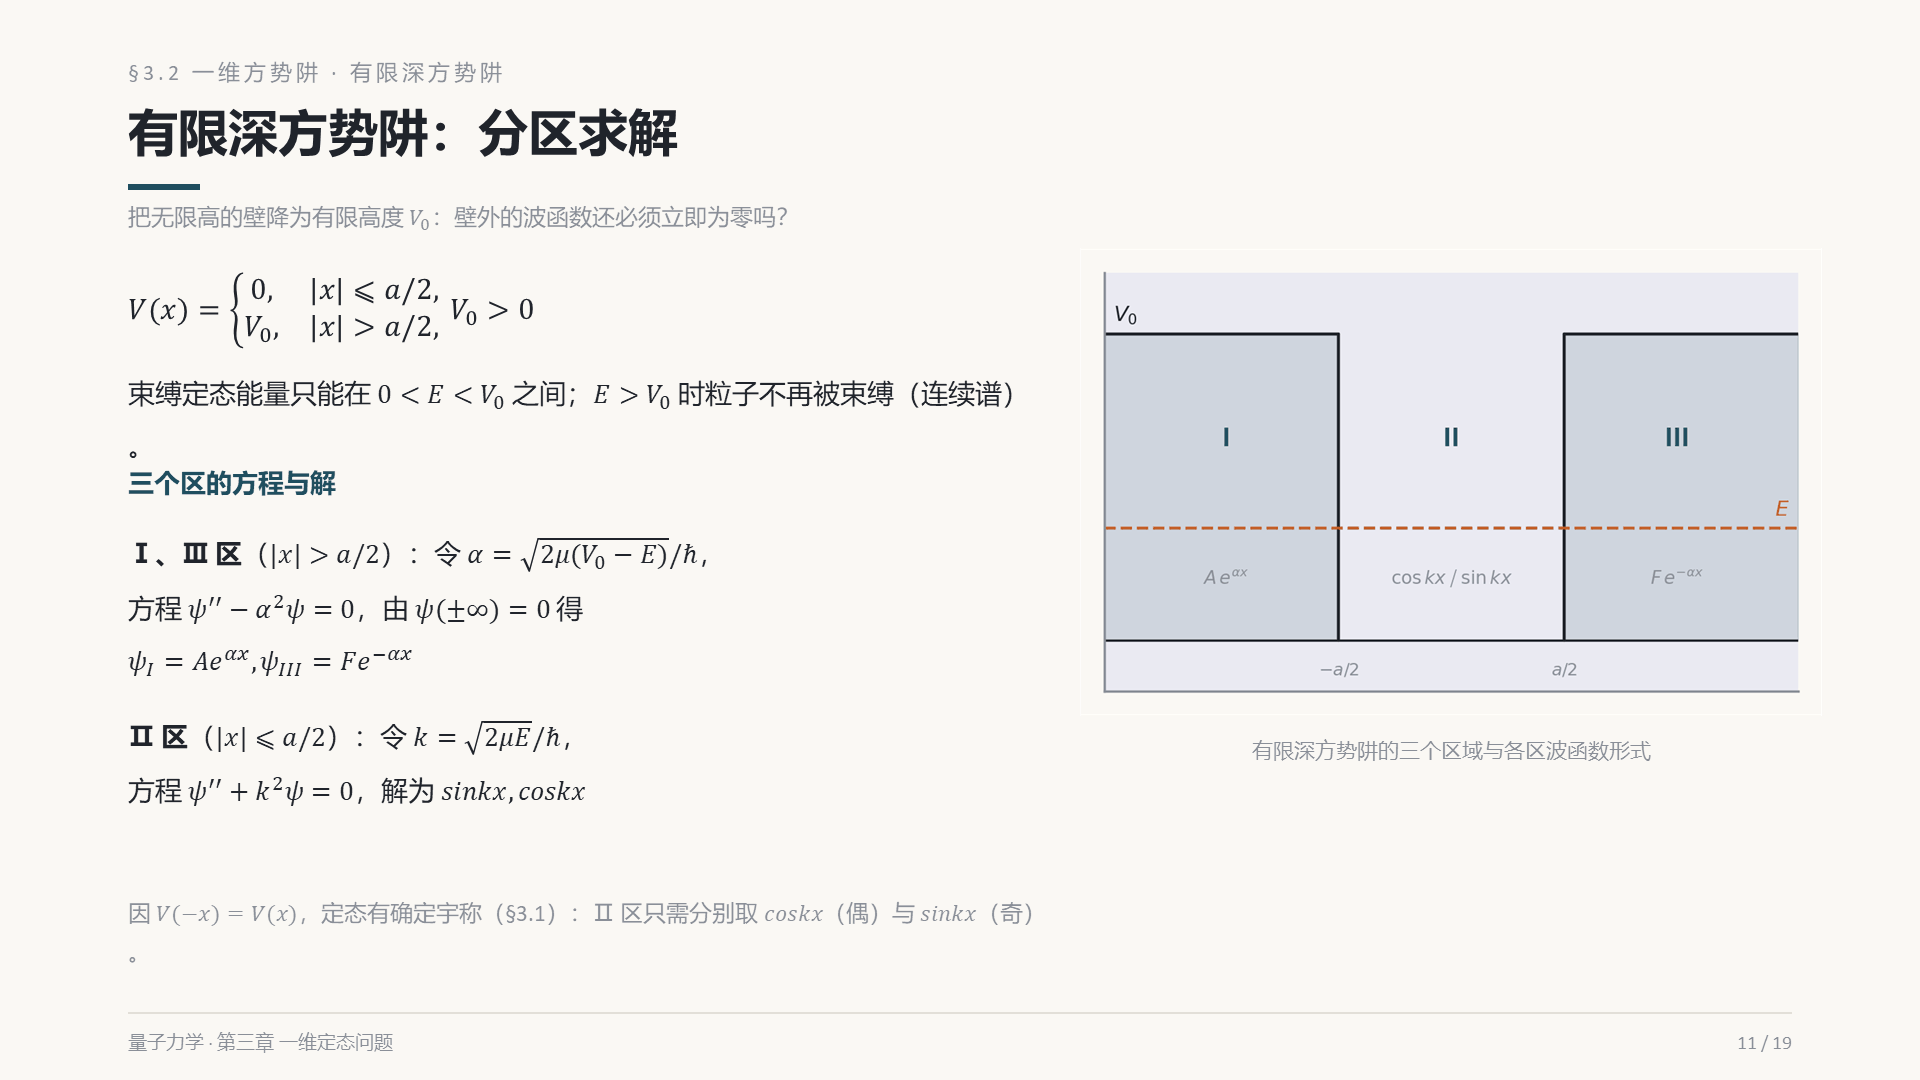 §3.2 一维方势阱 · 有限深方势阱
有限深方势阱：分区求解
把无限高的壁降为有限高度 V₀：壁外的波函数还必须立即为零吗？
V(x) = { 0, |x| ⩽ a/2,
V₀, |x| > a/2, V₀ > 0
束缚定态能量只能在 0 < E < V₀ 之间；E > V₀ 时粒子不再被束缚（连续谱）
。
三个区的方程与解
Ⅰ、Ⅲ 区（|x| > a/2）：令 α = √(2μ(V₀ − E))/ħ，
方程 ψ′′ − α²ψ = 0，由 ψ(±∞) = 0 得
ψ_I = Ae^{αx}, ψ_{III} = Fe^{−αx}
Ⅱ 区（|x| ⩽ a/2）：令 k = √(2μE)/ħ，
方程 ψ′′ + k²ψ = 0，解为 sinkx, coskx
因 V(−x) = V(x)，定态有确定宇称（§3.1）：Ⅱ 区只需分别取 coskx（偶）与 sinkx（奇）
。
V₀
I II III
E
A e^{αx} cos kx / sin kx F e^{−αx}
−a/2 a/2
有限深方势阱的三个区域与各区波函数形式
量子力学 · 第三章 一维定态问题
11 / 19